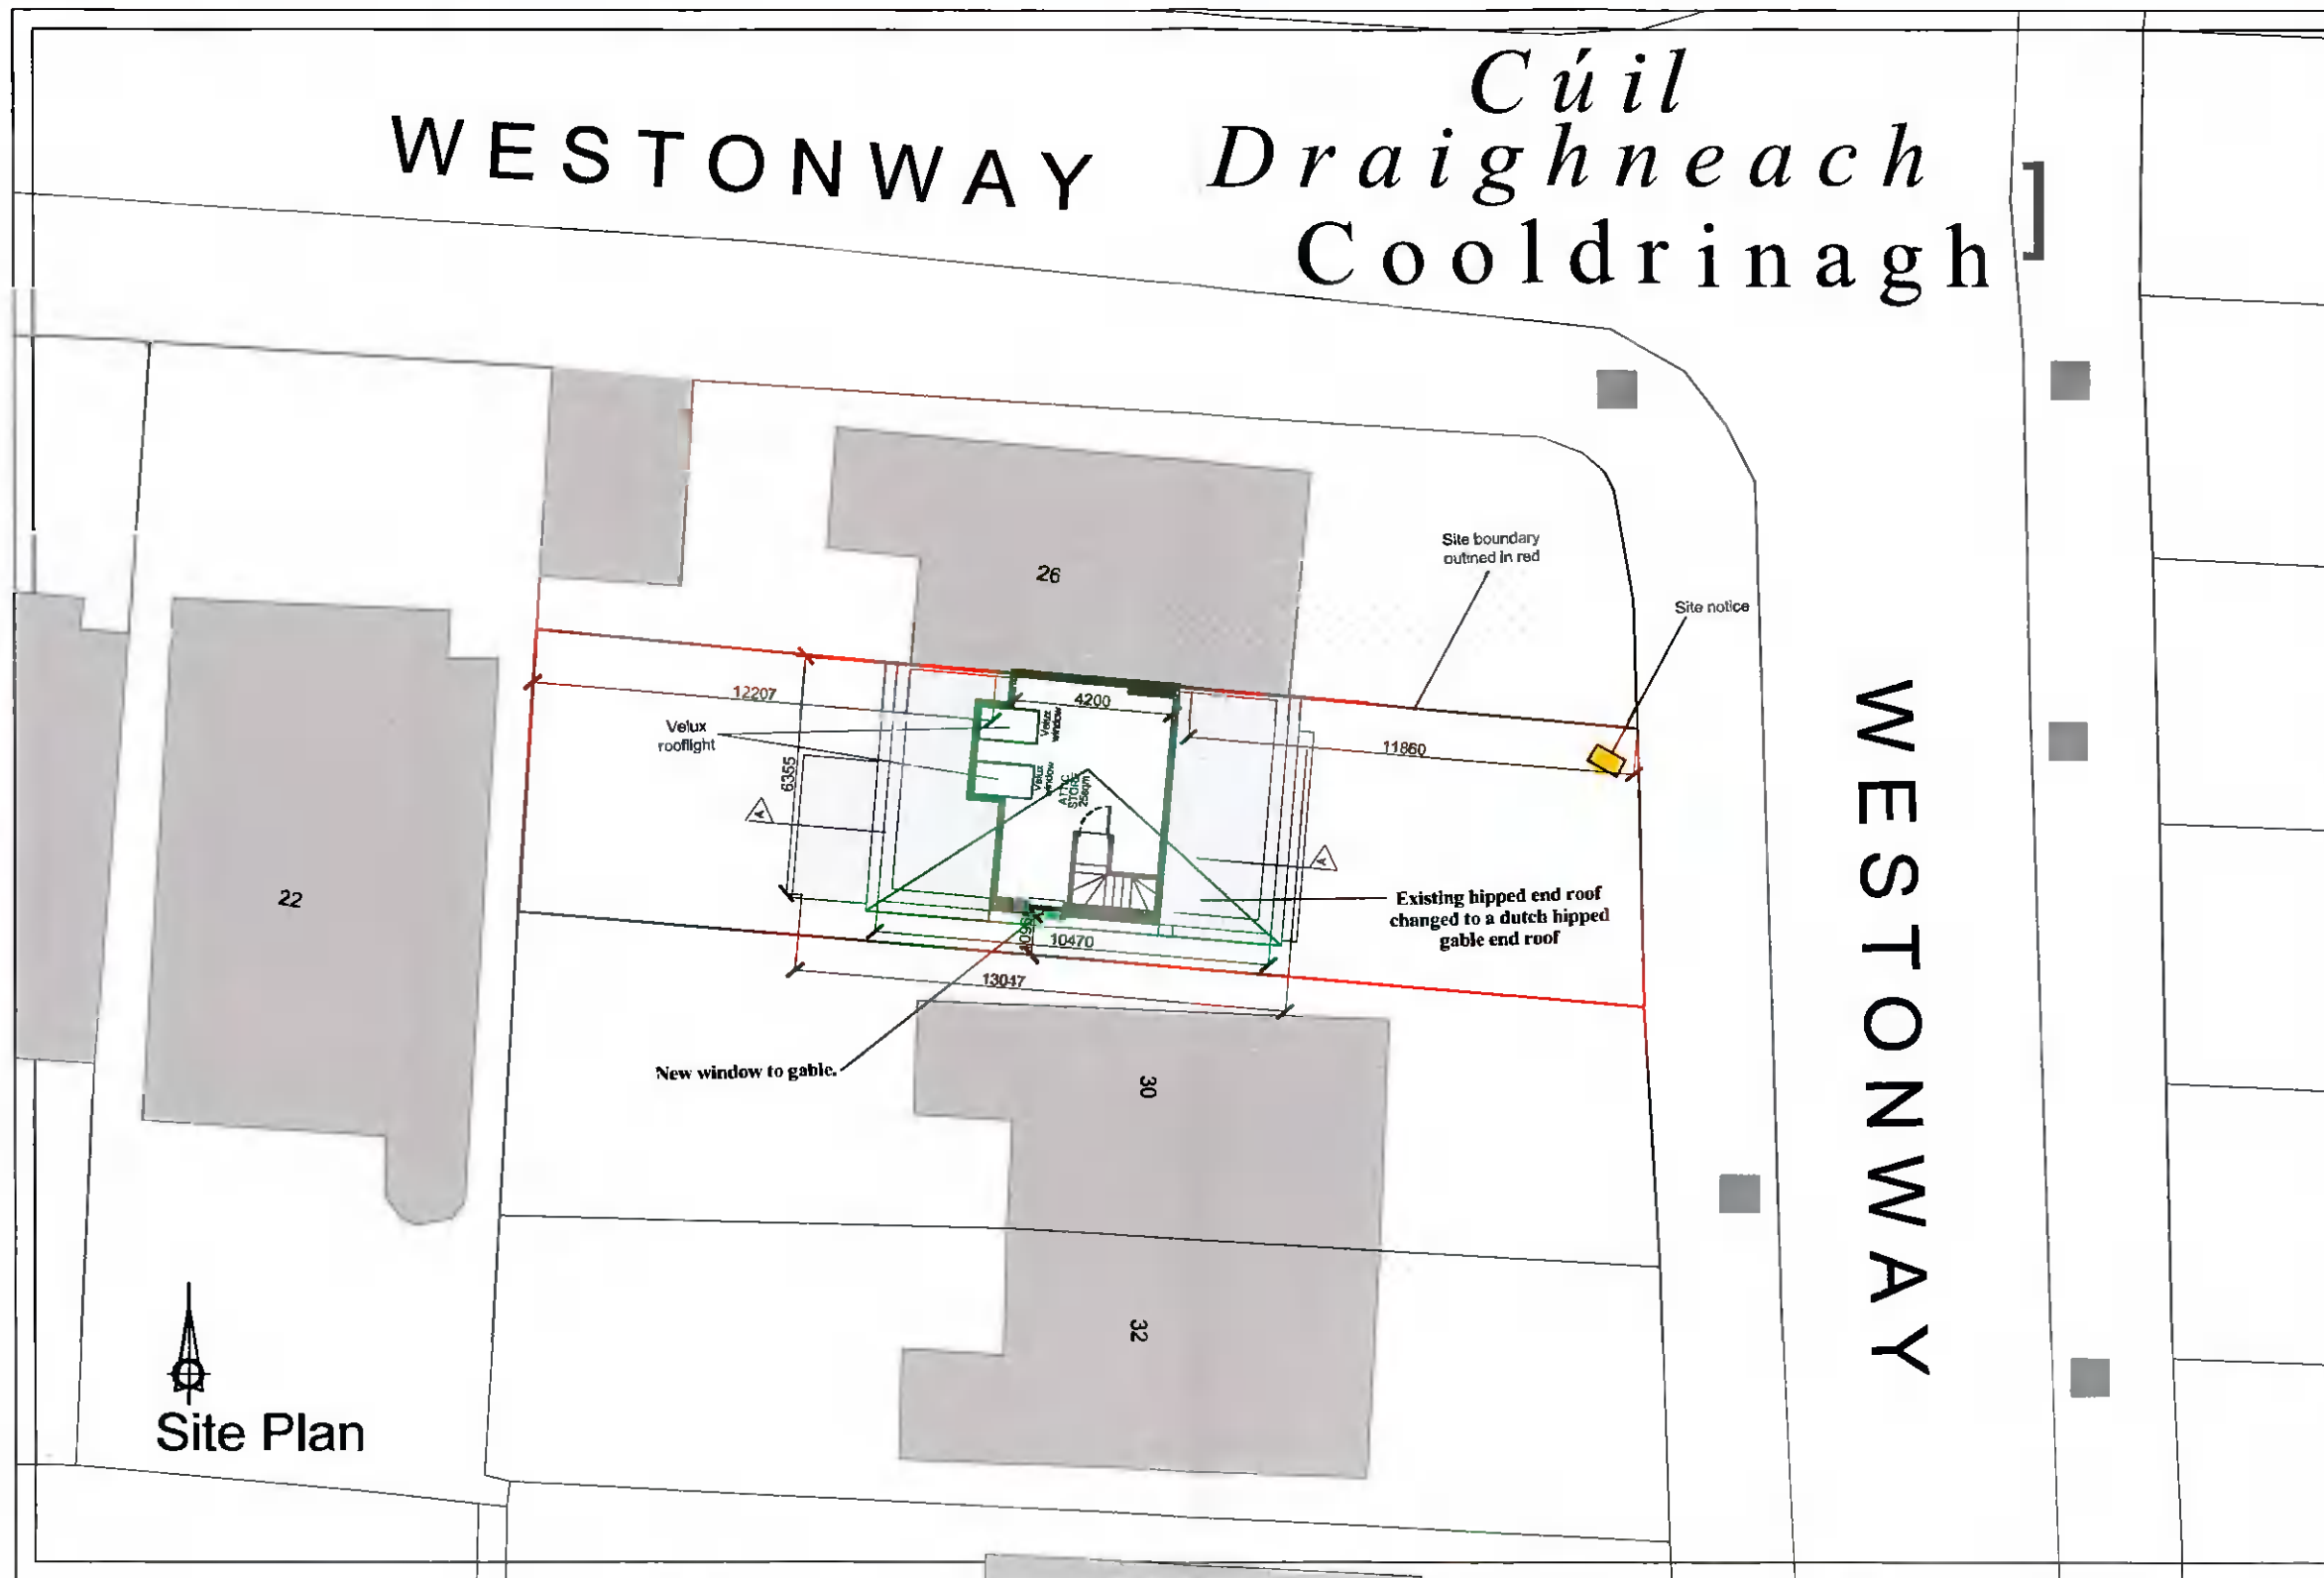 WESTONWAY
Cúil
Draighneach
Cooldrinagh
]
26
Site boundary
outined in red
Site notice
12207
4200
Velux
rooflight
Velux
window
11860
6355
Velux
window
ATTIC
STORE
25sqm
A
A
22
Existing hipped end roof
changed to a dutch hipped
gable end roof
10470
13047
New window to gable.
30
32
WESTONWAY
Site Plan